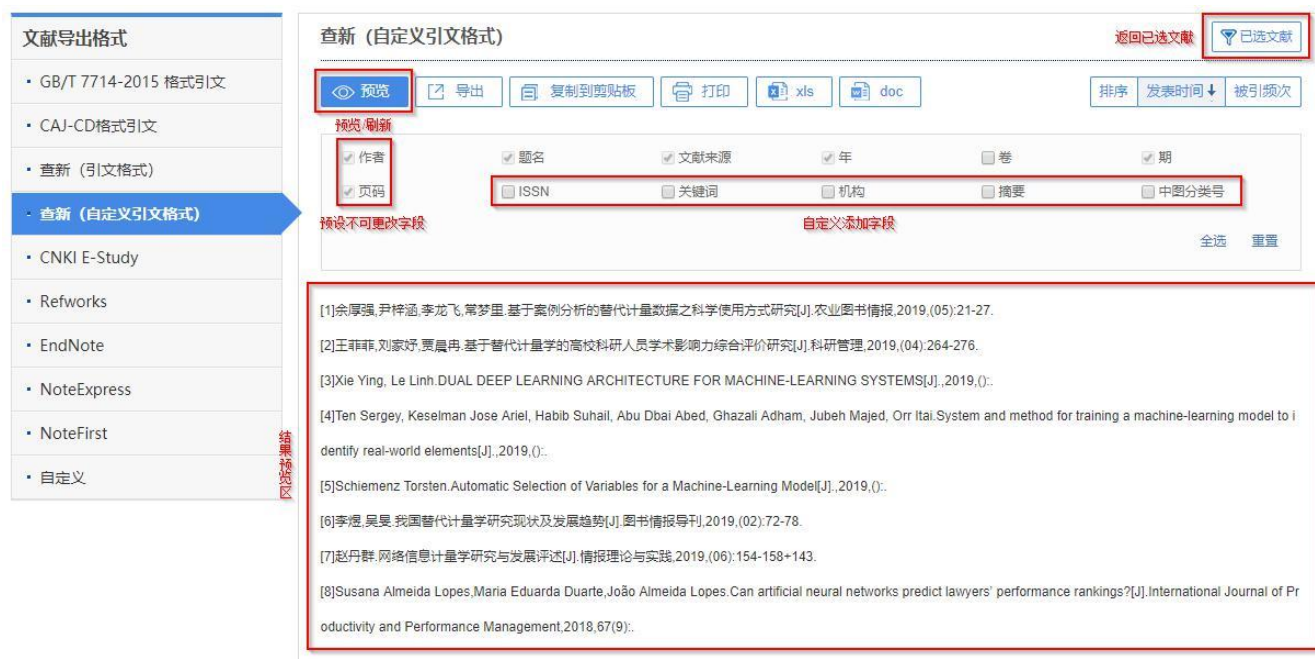 文献导出格式
· GB/T 7714-2015 格式引文
· CAJ-CD格式引文
· 查新（引文格式）
· 查新（自定义引文格式）
· CNKI E-Study
· Refworks
· EndNote
· NoteExpress
· NoteFirst
· 自定义
结果预览区
查新（自定义引文格式）
返回已选文献
已选文献
预览
导出
复制到剪贴板
打印
xls
doc
排序 发表时间↓ 被引频次
预览/刷新
作者 题名 文献来源 年 卷 期
页码 ISSN 关键词 机构 摘要 中图分类号
预设不可更改字段 自定义添加字段
全选 重置
[1]余厚强,尹梓涵,李龙飞,常梦里.基于案例分析的替代计量数据之科学使用方式研究[J].农业图书情报,2019,(05):21-27.
[2]王菲菲,刘家妤,贾晨冉.基于替代计量学的高校科研人员学术影响力综合评价研究[J].科研管理,2019,(04):264-276.
[3]Xie Ying, Le Linh.DUAL DEEP LEARNING ARCHITECTURE FOR MACHINE-LEARNING SYSTEMS[J].,2019,():.
[4]Ten Sergey, Keselman Jose Ariel, Habib Suhail, Abu Dbai Abed, Ghazali Adham, Jubeh Majed, Orr Itai.System and method for training a machine-learning model to i
dentify real-world elements[J].,2019,():.
[5]Schiemenz Torsten.Automatic Selection of Variables for a Machine-Learning Model[J].,2019,():.
[6]李煜,吴旻.我国替代计量学研究现状及发展趋势[J].图书情报导刊,2019,(02):72-78.
[7]赵丹群.网络信息计量学研究与发展评述[J].情报理论与实践,2019,(06):154-158+143.
[8]Susana Almeida Lopes,Maria Eduarda Duarte,João Almeida Lopes.Can artificial neural networks predict lawyers' performance rankings?[J].International Journal of Pr
oductivity and Performance Management,2018,67(9):.